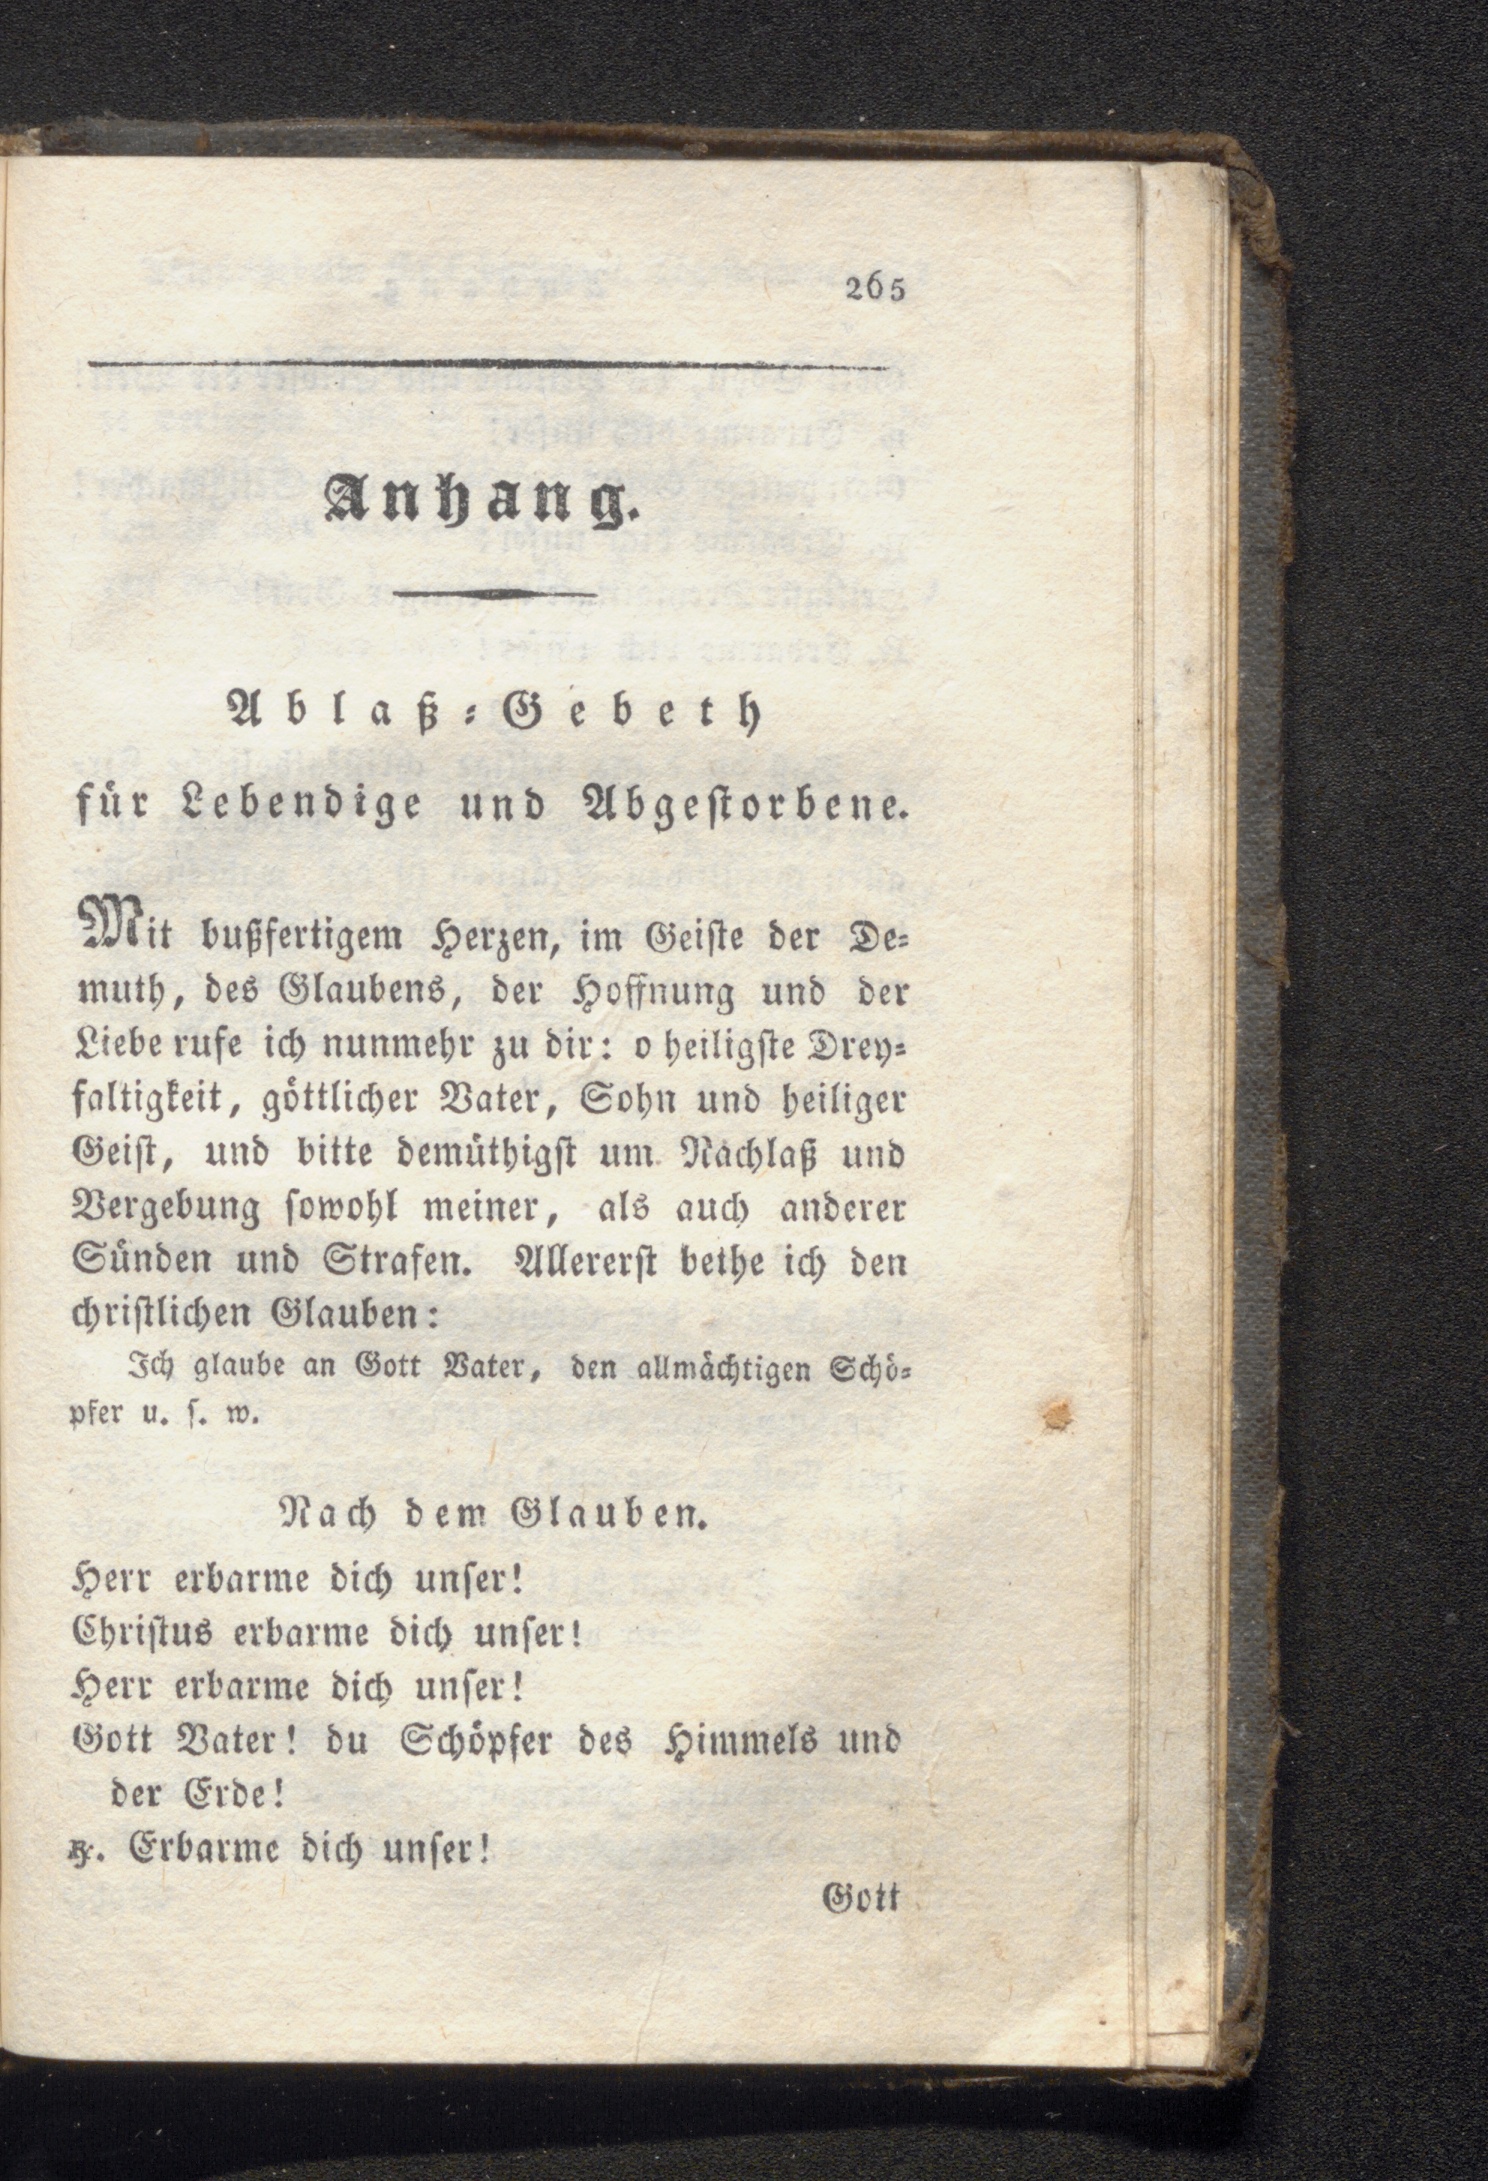 265
Anhang.
Ablaß-Gebeth
für Lebendige und Abgeſtorbene.
Mit bußfertigem Herzen, im Geiſte der De-
muth, des Glaubens, der Hoffnung und der
Liebe rufe ich nunmehr zu dir: o heiligſte Drey-
faltigkeit, göttlicher Vater, Sohn und heiliger
Geiſt, und bitte demüthigſt um Nachlaß und
Vergebung ſowohl meiner, als auch anderer
Sünden und Strafen. Allererſt bethe ich den
chriſtlichen Glauben:
Ich glaube an Gott Vater, den allmächtigen Schö-
pfer u. ſ. w.
Nach dem Glauben.
Herr erbarme dich unſer!
Chriſtus erbarme dich unſer!
Herr erbarme dich unſer!
Gott Vater! du Schöpfer des Himmels und
der Erde!
℞. Erbarme dich unſer!
Gott